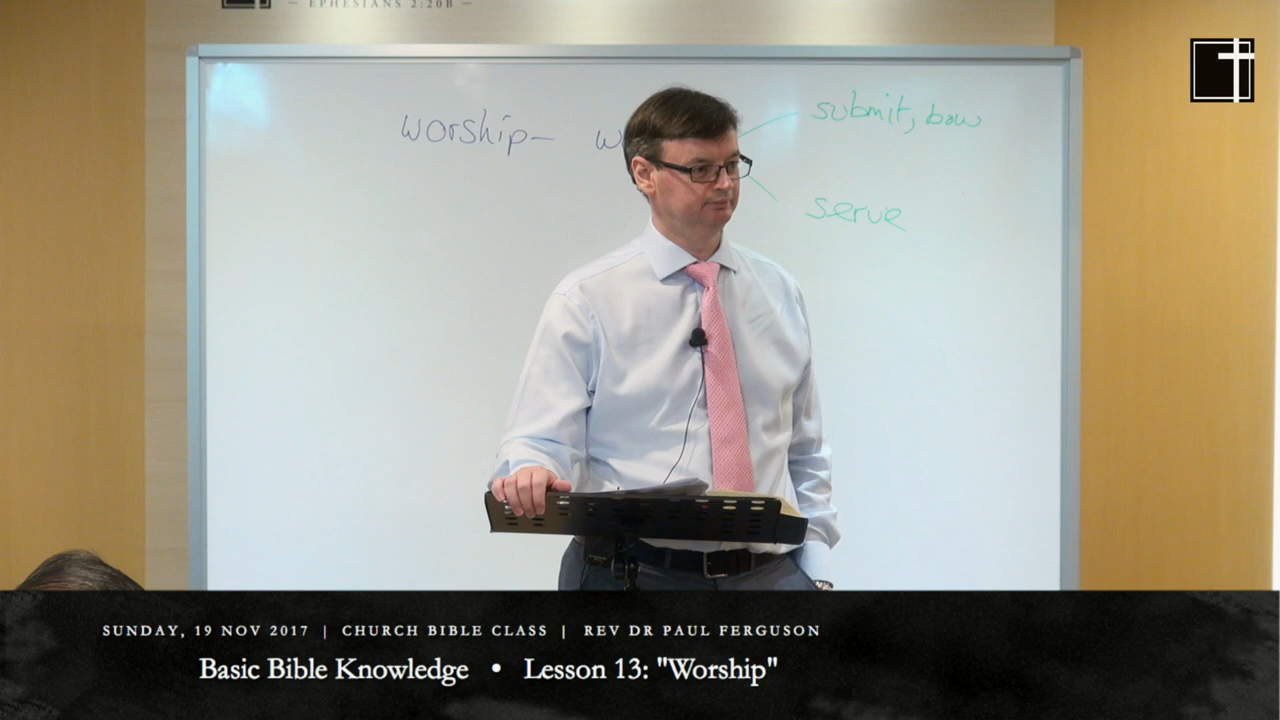 — EPHESIANS 2:20B —
worship— w
submit, bow
serve
SUNDAY, 19 NOV 2017 | CHURCH BIBLE CLASS | REV DR PAUL FERGUSON
Basic Bible Knowledge • Lesson 13: "Worship"